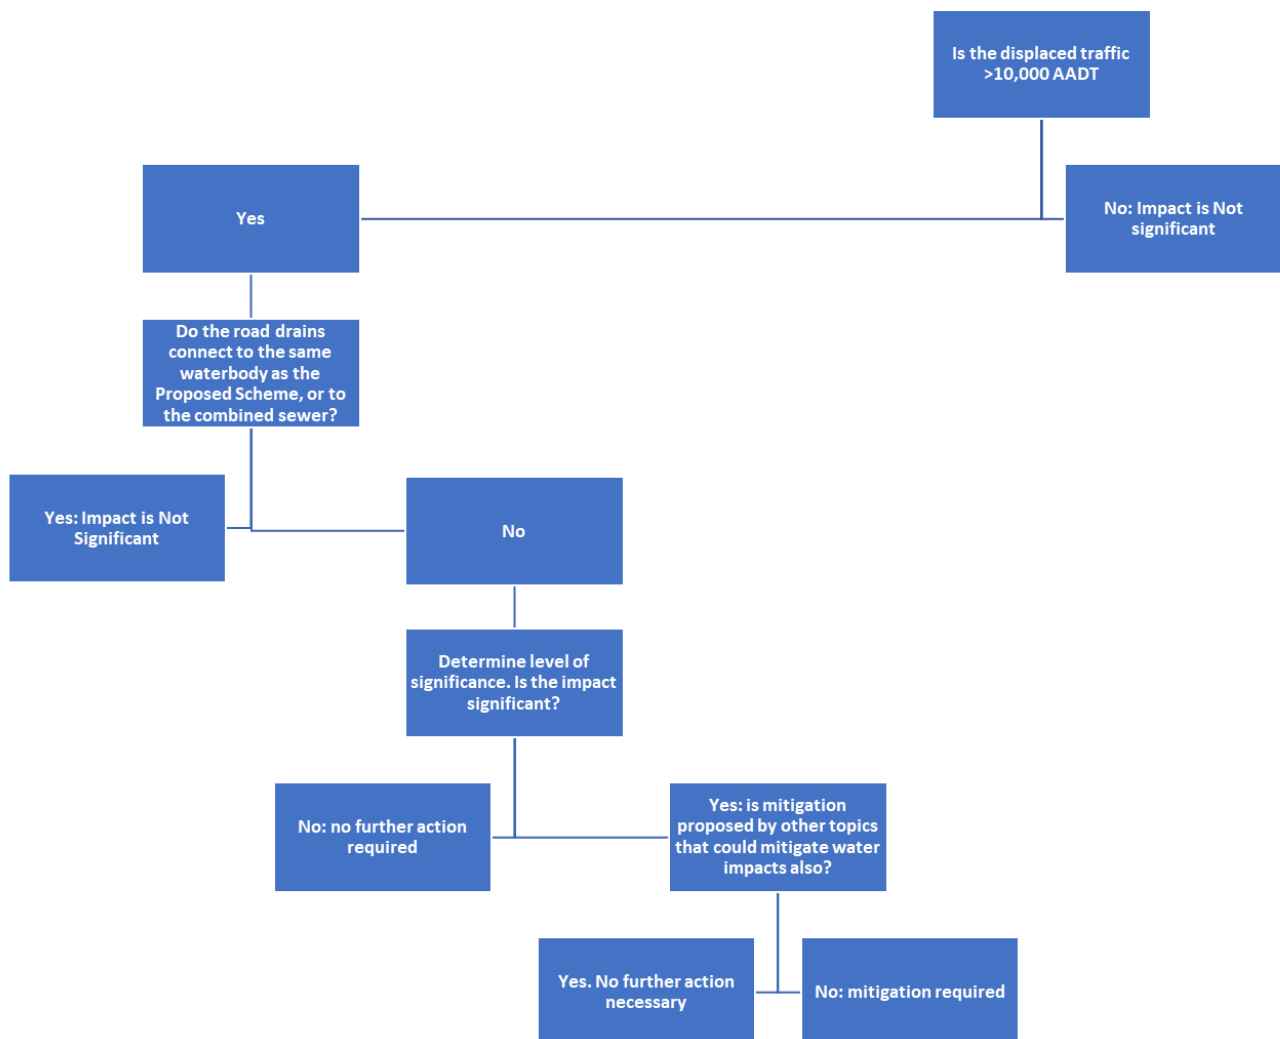 Is the displaced traffic
>10,000 AADT
Yes
No: Impact is Not
significant
Do the road drains
connect to the same
waterbody as the
Proposed Scheme, or to
the combined sewer?
Yes: Impact is Not
Significant
No
Determine level of
significance. Is the impact
significant?
No: no further action
required
Yes: is mitigation
proposed by other topics
that could mitigate water
impacts also?
Yes. No further action
necessary
No: mitigation required